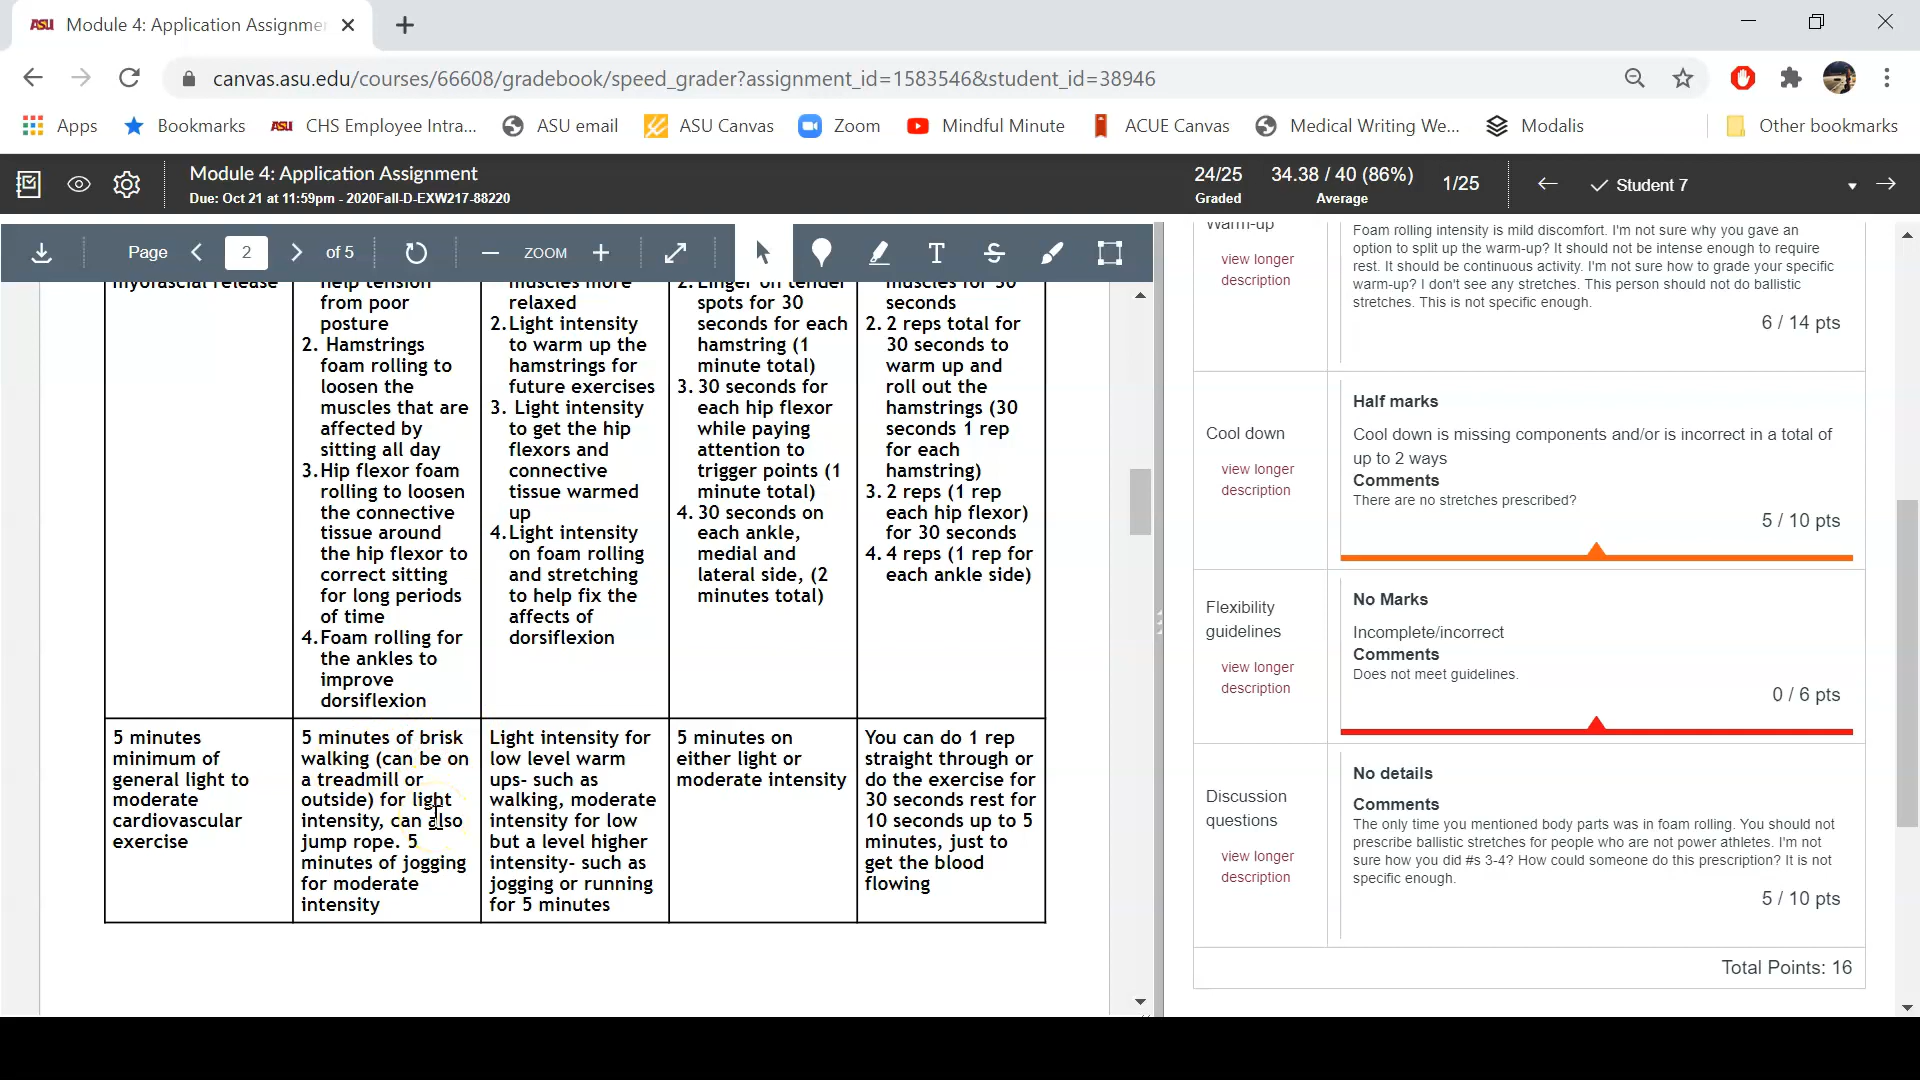 ASU Module 4: Application Assignme
canvas.asu.edu/courses/66608/gradebook/speed_grader?assignment_id=1583546&student_id=38946
Apps Bookmarks ASU CHS Employee Intra... ASU email ASU Canvas Zoom Mindful Minute ACUE Canvas Medical Writing We... Modalis Other bookmarks
Module 4: Application Assignment
Due: Oct 21 at 11:59pm - 2020Fall-D-EXW217-88220
24/25
Graded
34.38 / 40 (86%)
Average
1/25
Student 7
Page 2 of 5 ZOOM
myofascial release
help tension
from poor
posture
2. Hamstrings
foam rolling to
loosen the
muscles that are
affected by
sitting all day
3.Hip flexor foam
rolling to loosen
the connective
tissue around
the hip flexor to
correct sitting
for long periods
of time
4.Foam rolling for
the ankles to
improve
dorsiflexion
muscles more
relaxed
2.Light intensity
to warm up the
hamstrings for
future exercises
3. Light intensity
to get the hip
flexors and
connective
tissue warmed
up
4.Light intensity
on foam rolling
and stretching
to help fix the
affects of
dorsiflexion
2. Linger on tender
spots for 30
seconds for each
hamstring (1
minute total)
3. 30 seconds for
each hip flexor
while paying
attention to
trigger points (1
minute total)
4. 30 seconds on
each ankle,
medial and
lateral side, (2
minutes total)
muscles for 30
seconds
2. 2 reps total for
30 seconds to
warm up and
roll out the
hamstrings (30
seconds 1 rep
for each
hamstring)
3. 2 reps (1 rep
each hip flexor)
for 30 seconds
4. 4 reps (1 rep for
each ankle side)
5 minutes
minimum of
general light to
moderate
cardiovascular
exercise
5 minutes of brisk
walking (can be on
a treadmill or
outside) for light
intensity, can also
jump rope. 5
minutes of jogging
for moderate
intensity
Light intensity for
low level warm
ups- such as
walking, moderate
intensity for low
but a level higher
intensity- such as
jogging or running
for 5 minutes
5 minutes on
either light or
moderate intensity
You can do 1 rep
straight through or
do the exercise for
30 seconds rest for
10 seconds up to 5
minutes, just to
get the blood
flowing
Warm-up
view longer
description
Foam rolling intensity is mild discomfort. I'm not sure why you gave an
option to split up the warm-up? It should not be intense enough to require
rest. It should be continuous activity. I'm not sure how to grade your specific
warm-up? I don't see any stretches. This person should not do ballistic
stretches. This is not specific enough.
6 / 14 pts
Cool down
view longer
description
Half marks
Cool down is missing components and/or is incorrect in a total of
up to 2 ways
Comments
There are no stretches prescribed?
5 / 10 pts
Flexibility
guidelines
view longer
description
No Marks
Incomplete/incorrect
Comments
Does not meet guidelines.
0 / 6 pts
Discussion
questions
view longer
description
No details
Comments
The only time you mentioned body parts was in foam rolling. You should not
prescribe ballistic stretches for people who are not power athletes. I'm not
sure how you did #s 3-4? How could someone do this prescription? It is not
specific enough.
5 / 10 pts
Total Points: 16